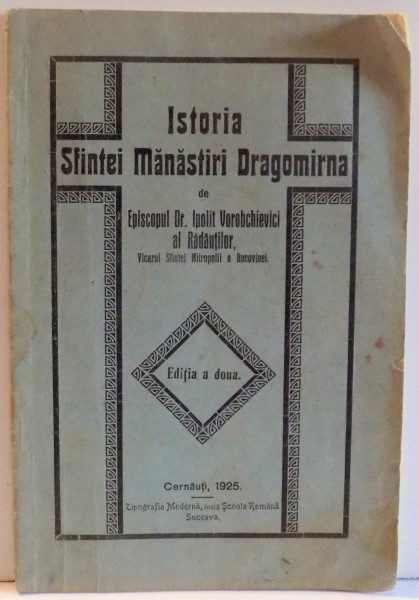 Istoria
Sfintei Mănăstiri Dragomirna
de
Episcopul Dr. Ipolit Vorobchievici
al Rădăuților,
Vicarul Sfintei Mitropolii a Bucovinei.
Ediția a doua.
Cernăuți, 1925.
Tipografia Modernă, Școala Română
Suceava.